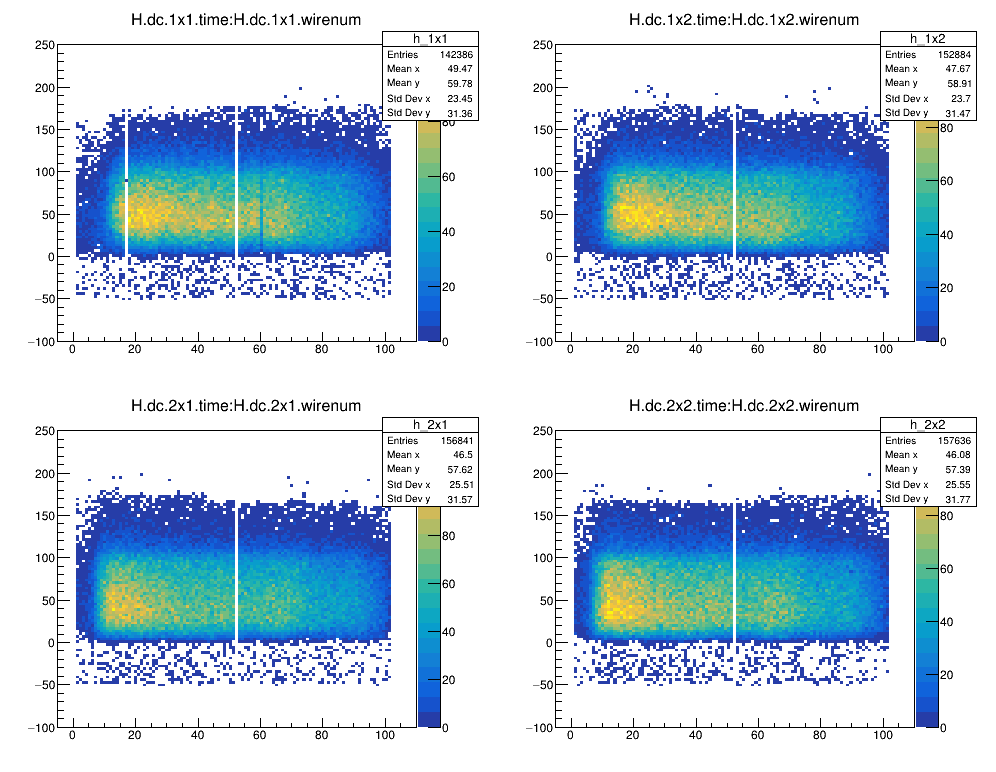 H.dc.1x1.time:H.dc.1x1.wirenum
h_1x1
Entries 142386
Mean x 49.47
Mean y 59.78
Std Dev x 23.45
Std Dev y 31.36
250
200
150
100
50
0
−50
−100
0 20 40 60 80 100
80
60
40
20
0
H.dc.1x2.time:H.dc.1x2.wirenum
h_1x2
Entries 152884
Mean x 47.67
Mean y 58.91
Std Dev x 23.7
Std Dev y 31.47
250
200
150
100
50
0
−50
−100
0 20 40 60 80 100
80
60
40
20
0
H.dc.2x1.time:H.dc.2x1.wirenum
h_2x1
Entries 156841
Mean x 46.5
Mean y 57.62
Std Dev x 25.51
Std Dev y 31.57
250
200
150
100
50
0
−50
−100
0 20 40 60 80 100
80
60
40
20
0
H.dc.2x2.time:H.dc.2x2.wirenum
h_2x2
Entries 157636
Mean x 46.08
Mean y 57.39
Std Dev x 25.55
Std Dev y 31.77
250
200
150
100
50
0
−50
−100
0 20 40 60 80 100
80
60
40
20
0